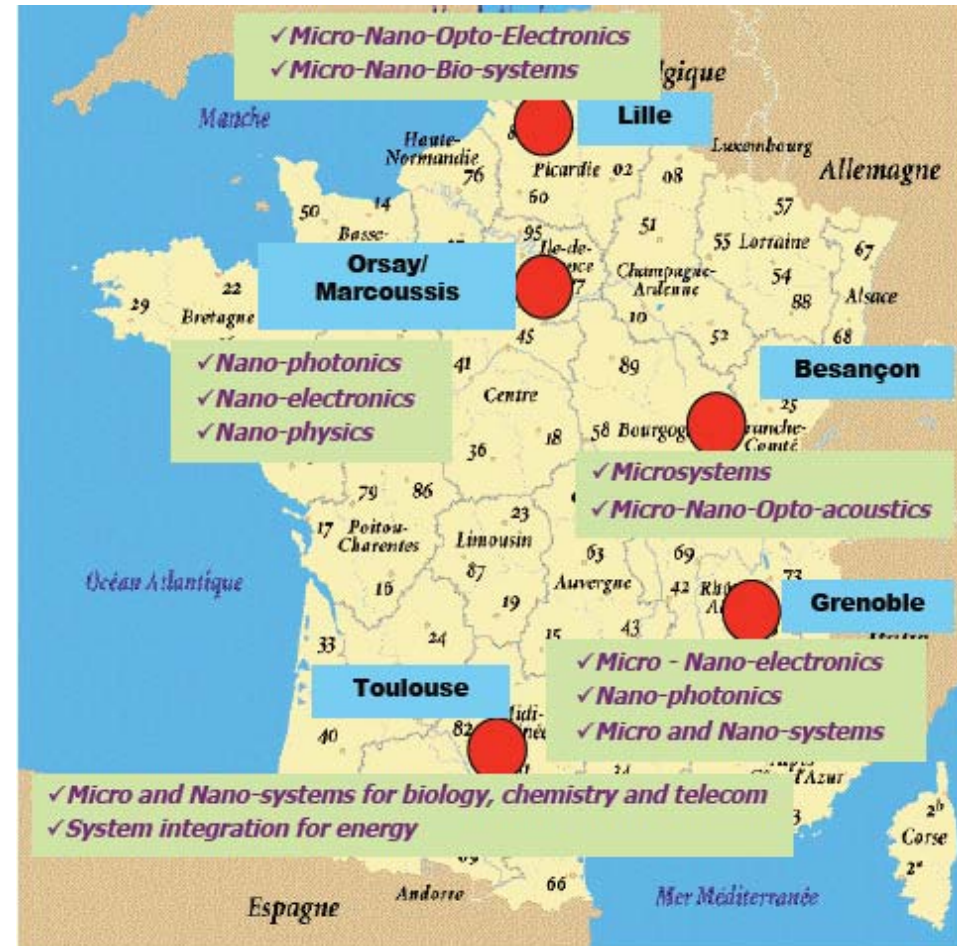 ✓Micro-Nano-Opto-Electronics
✓Micro-Nano-Bio-systems
Manche
Lille
Luxembourg
Allemagne
Haute-
Normandie
76
Picardie
02
08
60
50
14
Basse-
95
51
57
55
Lorraine
67
54
88
Alsace
Orsay/
Marcoussis
Champagne-
Ardenne
22
29
Bretagne
10
52
68
45
✓Nano-photonics
✓Nano-electronics
✓Nano-physics
41
89
Besançon
Centre
25
36
18
58
✓Microsystems
✓Micro-Nano-Opto-acoustics
79
86
17
Poitou-
Charentes
23
Limousin
87
63
Auvergne
69
42
73
Océan Atlantique
16
19
Grenoble
33
24
15
43
✓Micro - Nano-electronics
✓Nano-photonics
✓Micro and Nano-systems
Toulouse
40
82
✓Micro and Nano-systems for biology, chemistry and telecom
✓System integration for energy
Corse
66
Andorre
Espagne
Mer Méditerranée